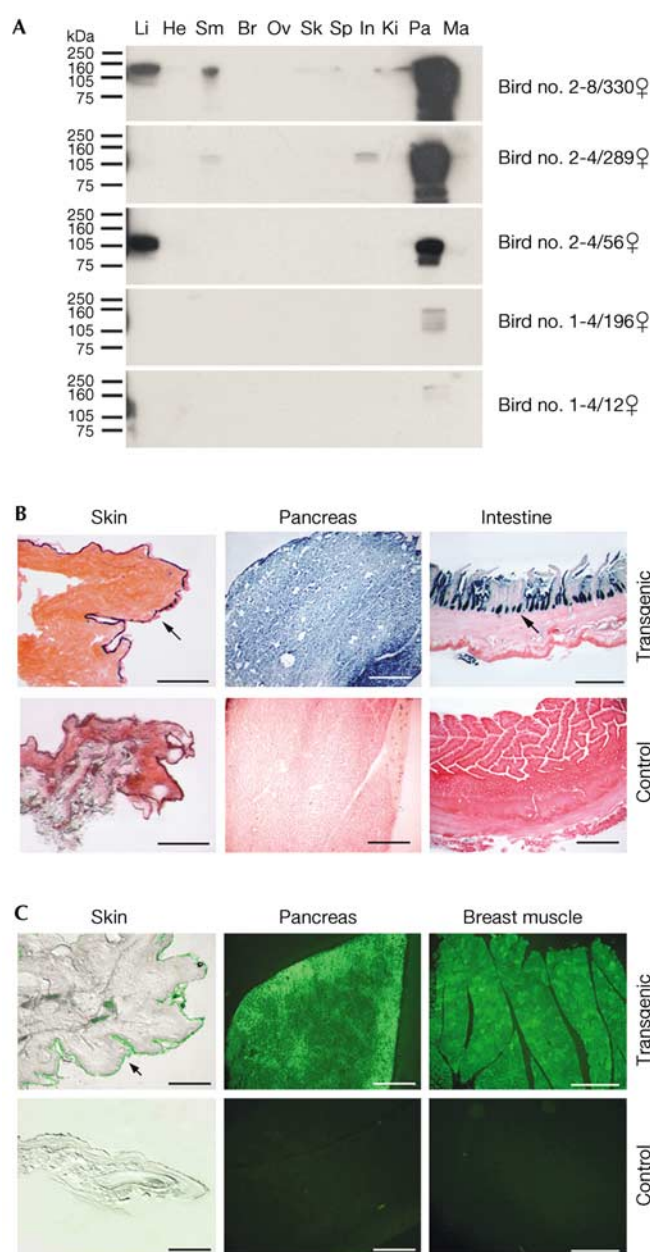 A
kDa Li He Sm Br Ov Sk Sp In Ki Pa Ma
250
160
105
75
Bird no. 2–8/330♀
250
160
105
75
Bird no. 2–4/289♀
250
160
105
75
Bird no. 2–4/56♀
250
160
105
75
Bird no. 1–4/196♀
250
160
105
75
Bird no. 1–4/12♀
B
Skin Pancreas Intestine
Transgenic
Control
C
Skin Pancreas Breast muscle
Transgenic
Control